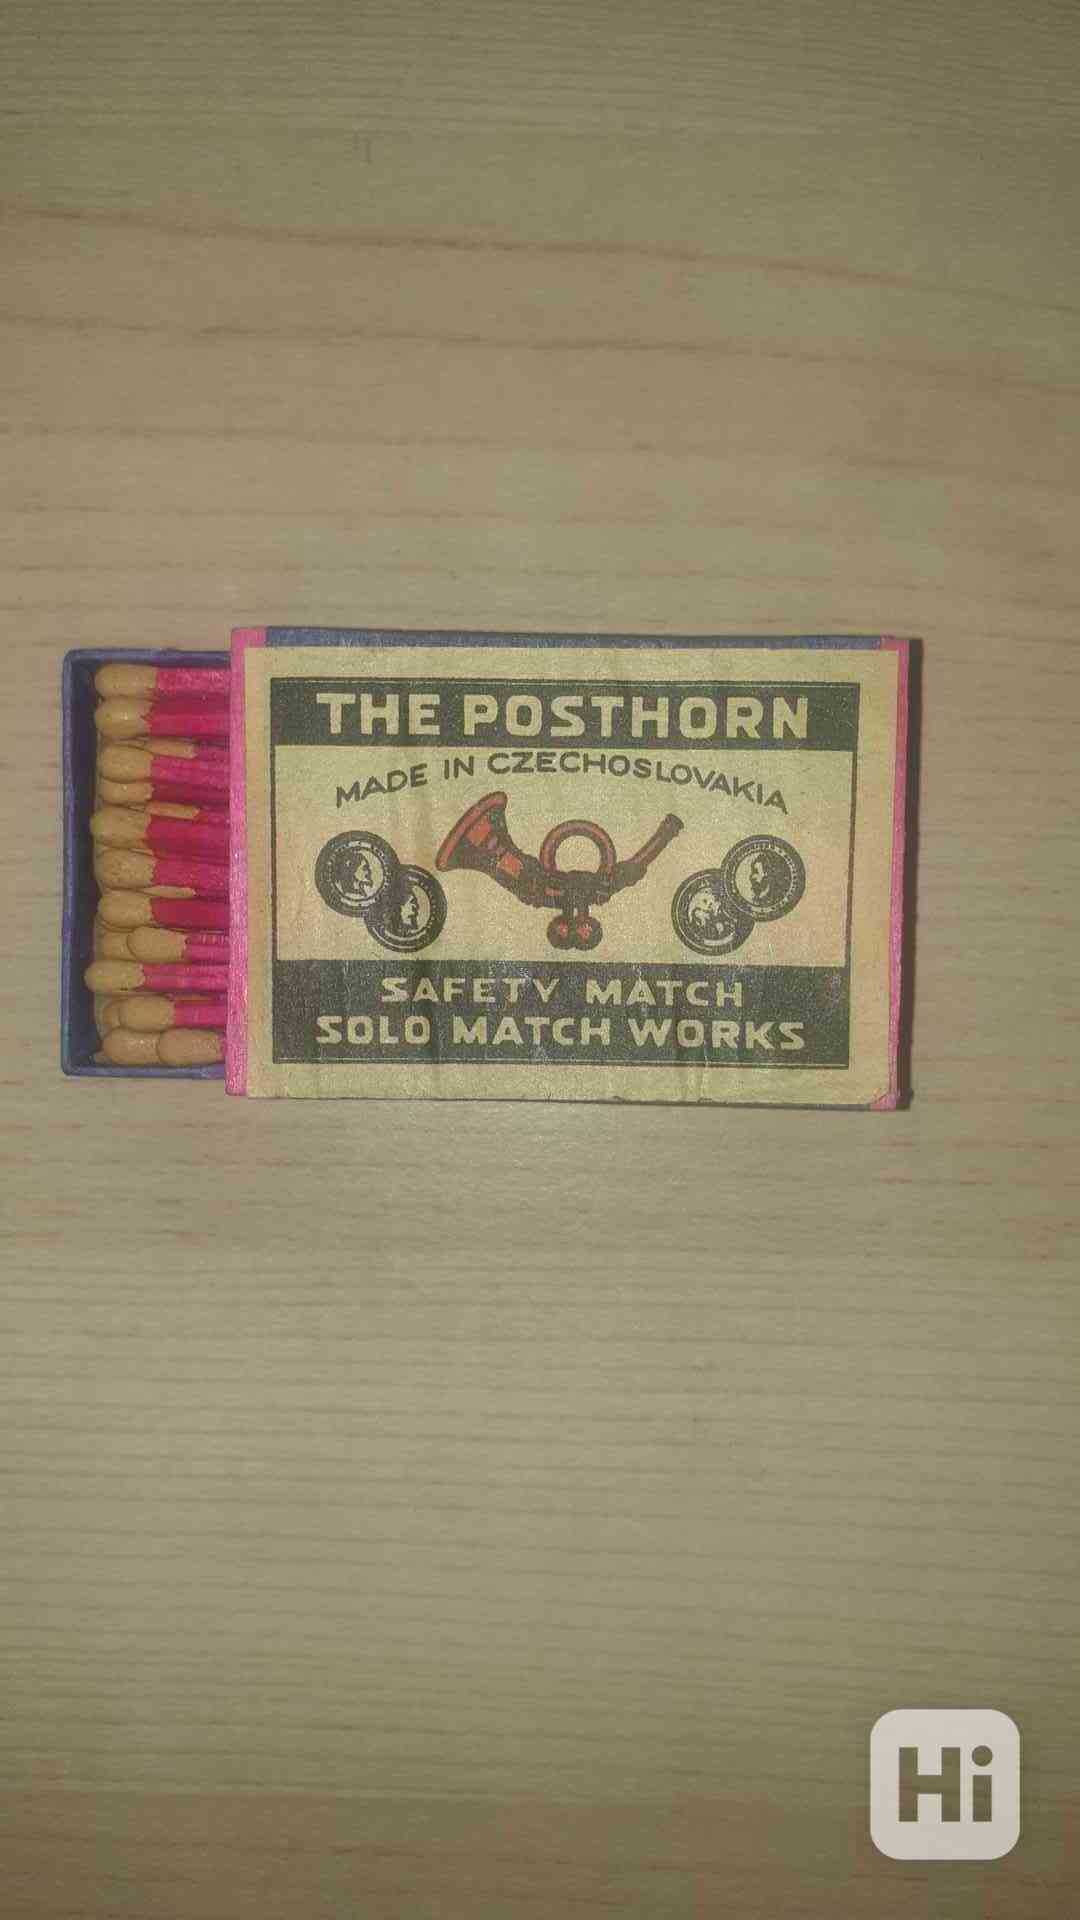 THE POSTHORN
MADE IN CZECHOSLOVAKIA
SAFETY MATCH
SOLO MATCH WORKS
Hi